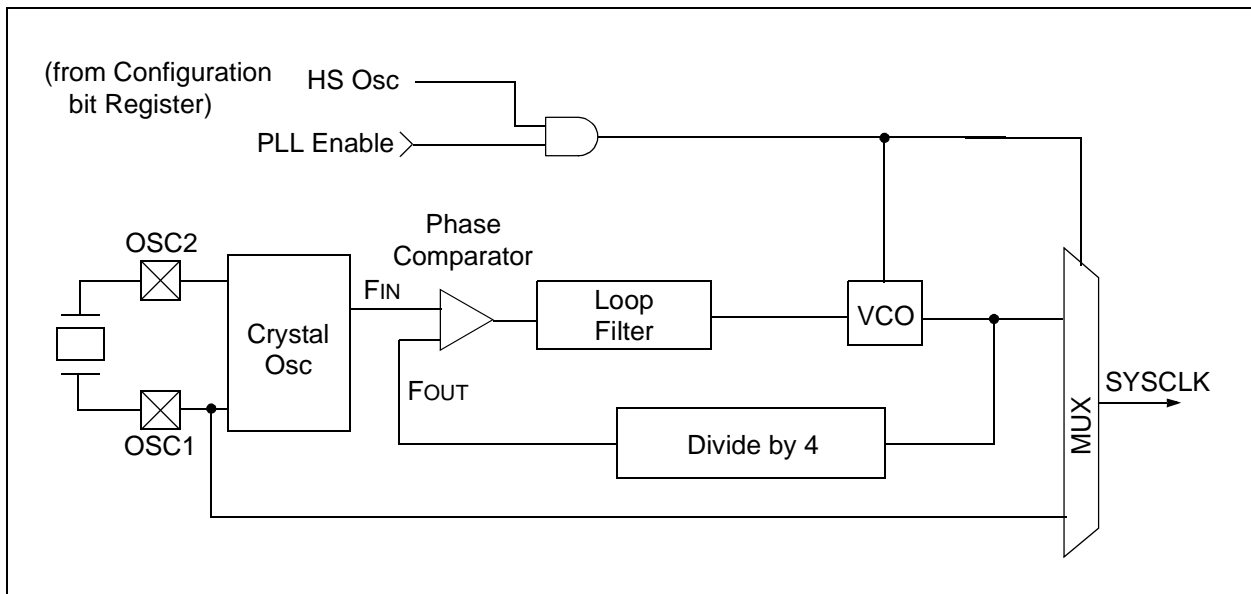 (from Configuration
bit Register)
HS Osc
PLL Enable
Phase
Comparator
OSC2
FIN
Loop
Filter
VCO
Crystal
Osc
FOUT
SYSCLK
MUX
OSC1
Divide by 4